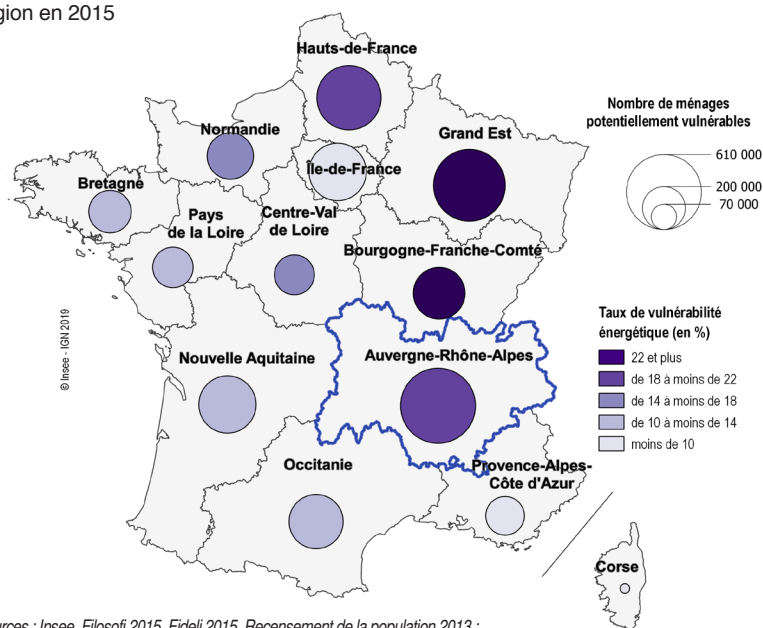 gion en 2015
Hauts-de-France
Normandie
Grand Est
Île-de-France
Bretagne
Pays
de la Loire
Centre-Val
de Loire
Bourgogne-Franche-Comté
Nouvelle Aquitaine
Auvergne-Rhône-Alpes
Occitanie
Provence-Alpes-
Côte d'Azur
Corse
© Insee - IGN 2019
Nombre de ménages
potentiellement vulnérables
610 000
200 000
70 000
Taux de vulnérabilité
énergétique (en %)
22 et plus
de 18 à moins de 22
de 14 à moins de 18
de 10 à moins de 14
moins de 10
urces : Insee, Filosofi 2015, Fideli 2015, Recensement de la population 2013 ;